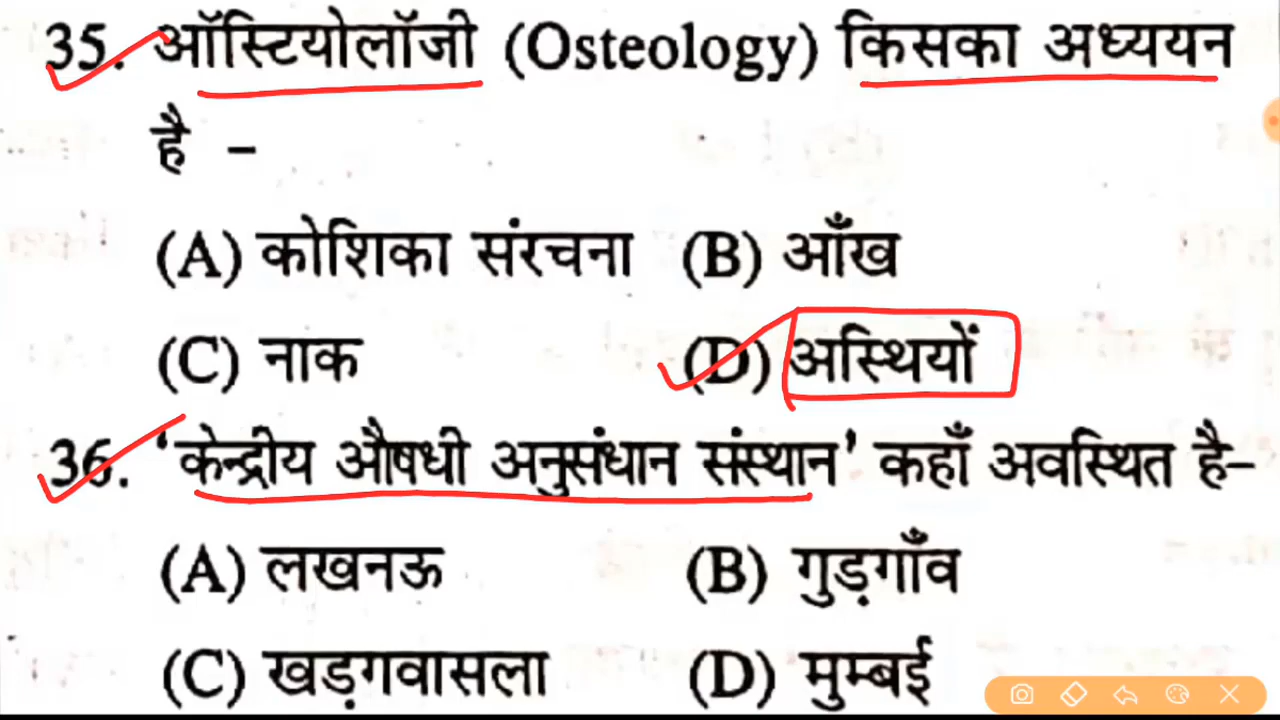 35. ऑस्टियोलॉजी (Osteology) किसका अध्ययन
है –
(A) कोशिका संरचना (B) आँख
(C) नाक (D) अस्थियों
36. ‘केन्द्रीय औषधी अनुसंधान संस्थान’ कहाँ अवस्थित है–
(A) लखनऊ (B) गुड़गाँव
(C) खड़गवासला (D) मुम्बई